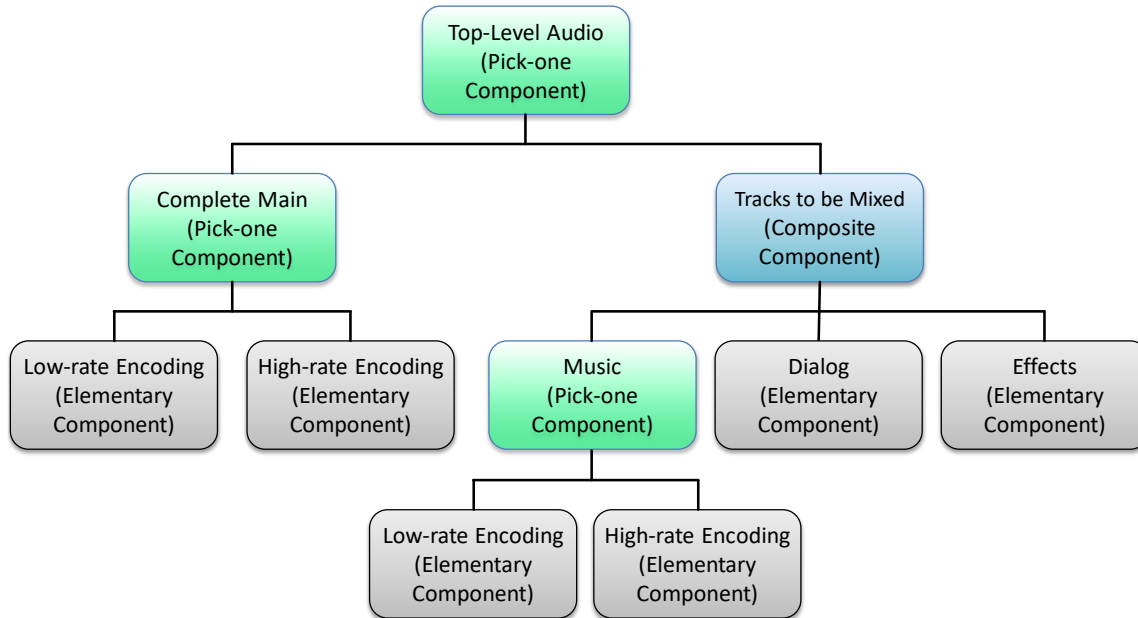 Top-Level Audio
(Pick-one
Component)
Complete Main
(Pick-one
Component)
Tracks to be Mixed
(Composite
Component)
Low-rate Encoding
(Elementary
Component)
High-rate Encoding
(Elementary
Component)
Music
(Pick-one
Component)
Dialog
(Elementary
Component)
Effects
(Elementary
Component)
Low-rate Encoding
(Elementary
Component)
High-rate Encoding
(Elementary
Component)